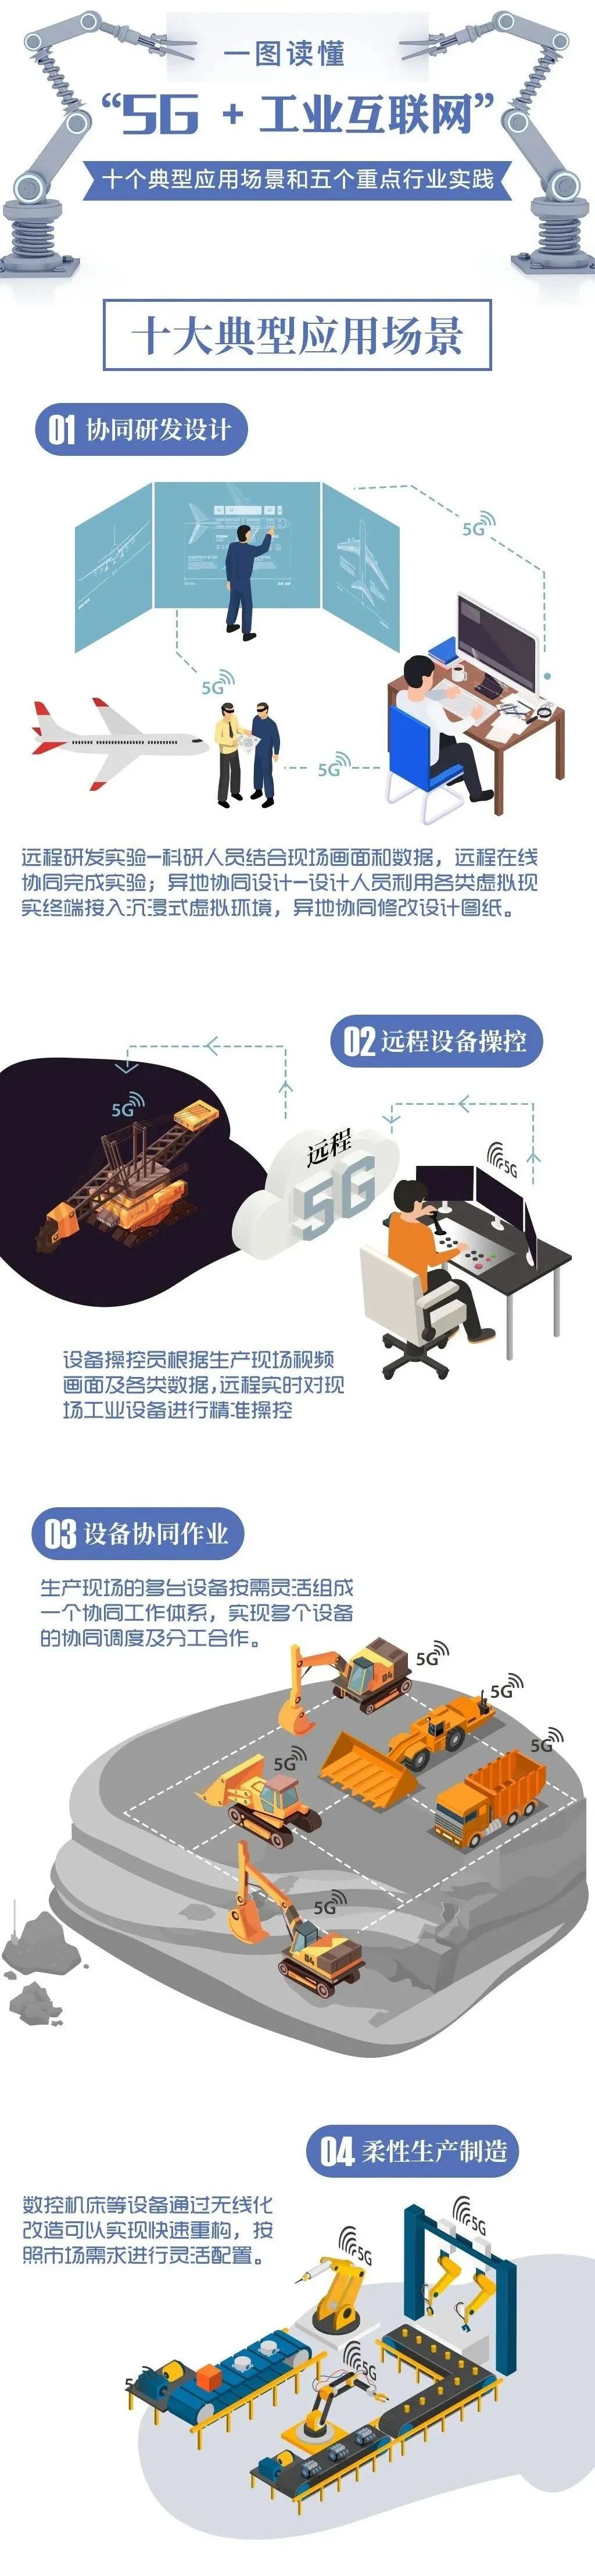 一图读懂
“5G + 工业互联网”
十个典型应用场景和五个重点行业实践
十大典型应用场景
01 协同研发设计
5G
5G
5G
远程研发实验—科研人员结合现场画面和数据，远程在线
协同完成实验；异地协同设计—设计人员利用各类虚拟现
实终端接入沉浸式虚拟环境，异地协同修改设计图纸。
02 远程设备操控
5G
远程
5G
5G
设备操控员根据生产现场视频
画面及各类数据，远程实时对现
场工业设备进行精准操控
03 设备协同作业
生产现场的多台设备按需灵活组成
一个协同工作体系，实现多个设备
的协同调度及分工合作。
5G
04
5G
5G
5G
5G
04
04 柔性生产制造
数控机床等设备通过无线化
改造可以实现快速重构，按
照市场需求进行灵活配置。
5G
5G
5G
5